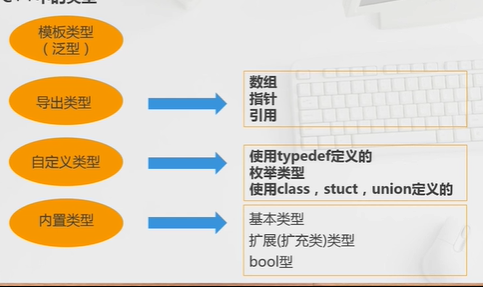 模板类型
（泛型）
导出类型
数组
指针
引用
自定义类型
使用typedef定义的
枚举类型
使用class，stuct，union定义的
内置类型
基本类型
扩展(扩充类)类型
bool型